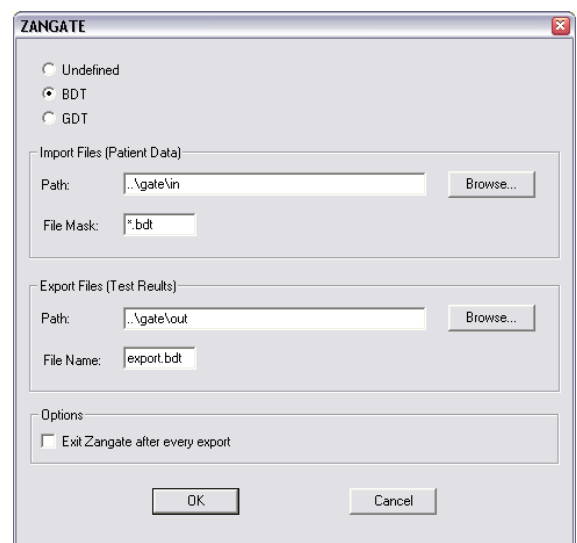 ZANGATE
Undefined
BDT
GDT
Import Files (Patient Data)
Path: ..\gate\in Browse...
File Mask: *.bdt
Export Files (Test Reults)
Path: ..\gate\out Browse...
File Name: export.bdt
Options
Exit Zangate after every export
OK Cancel